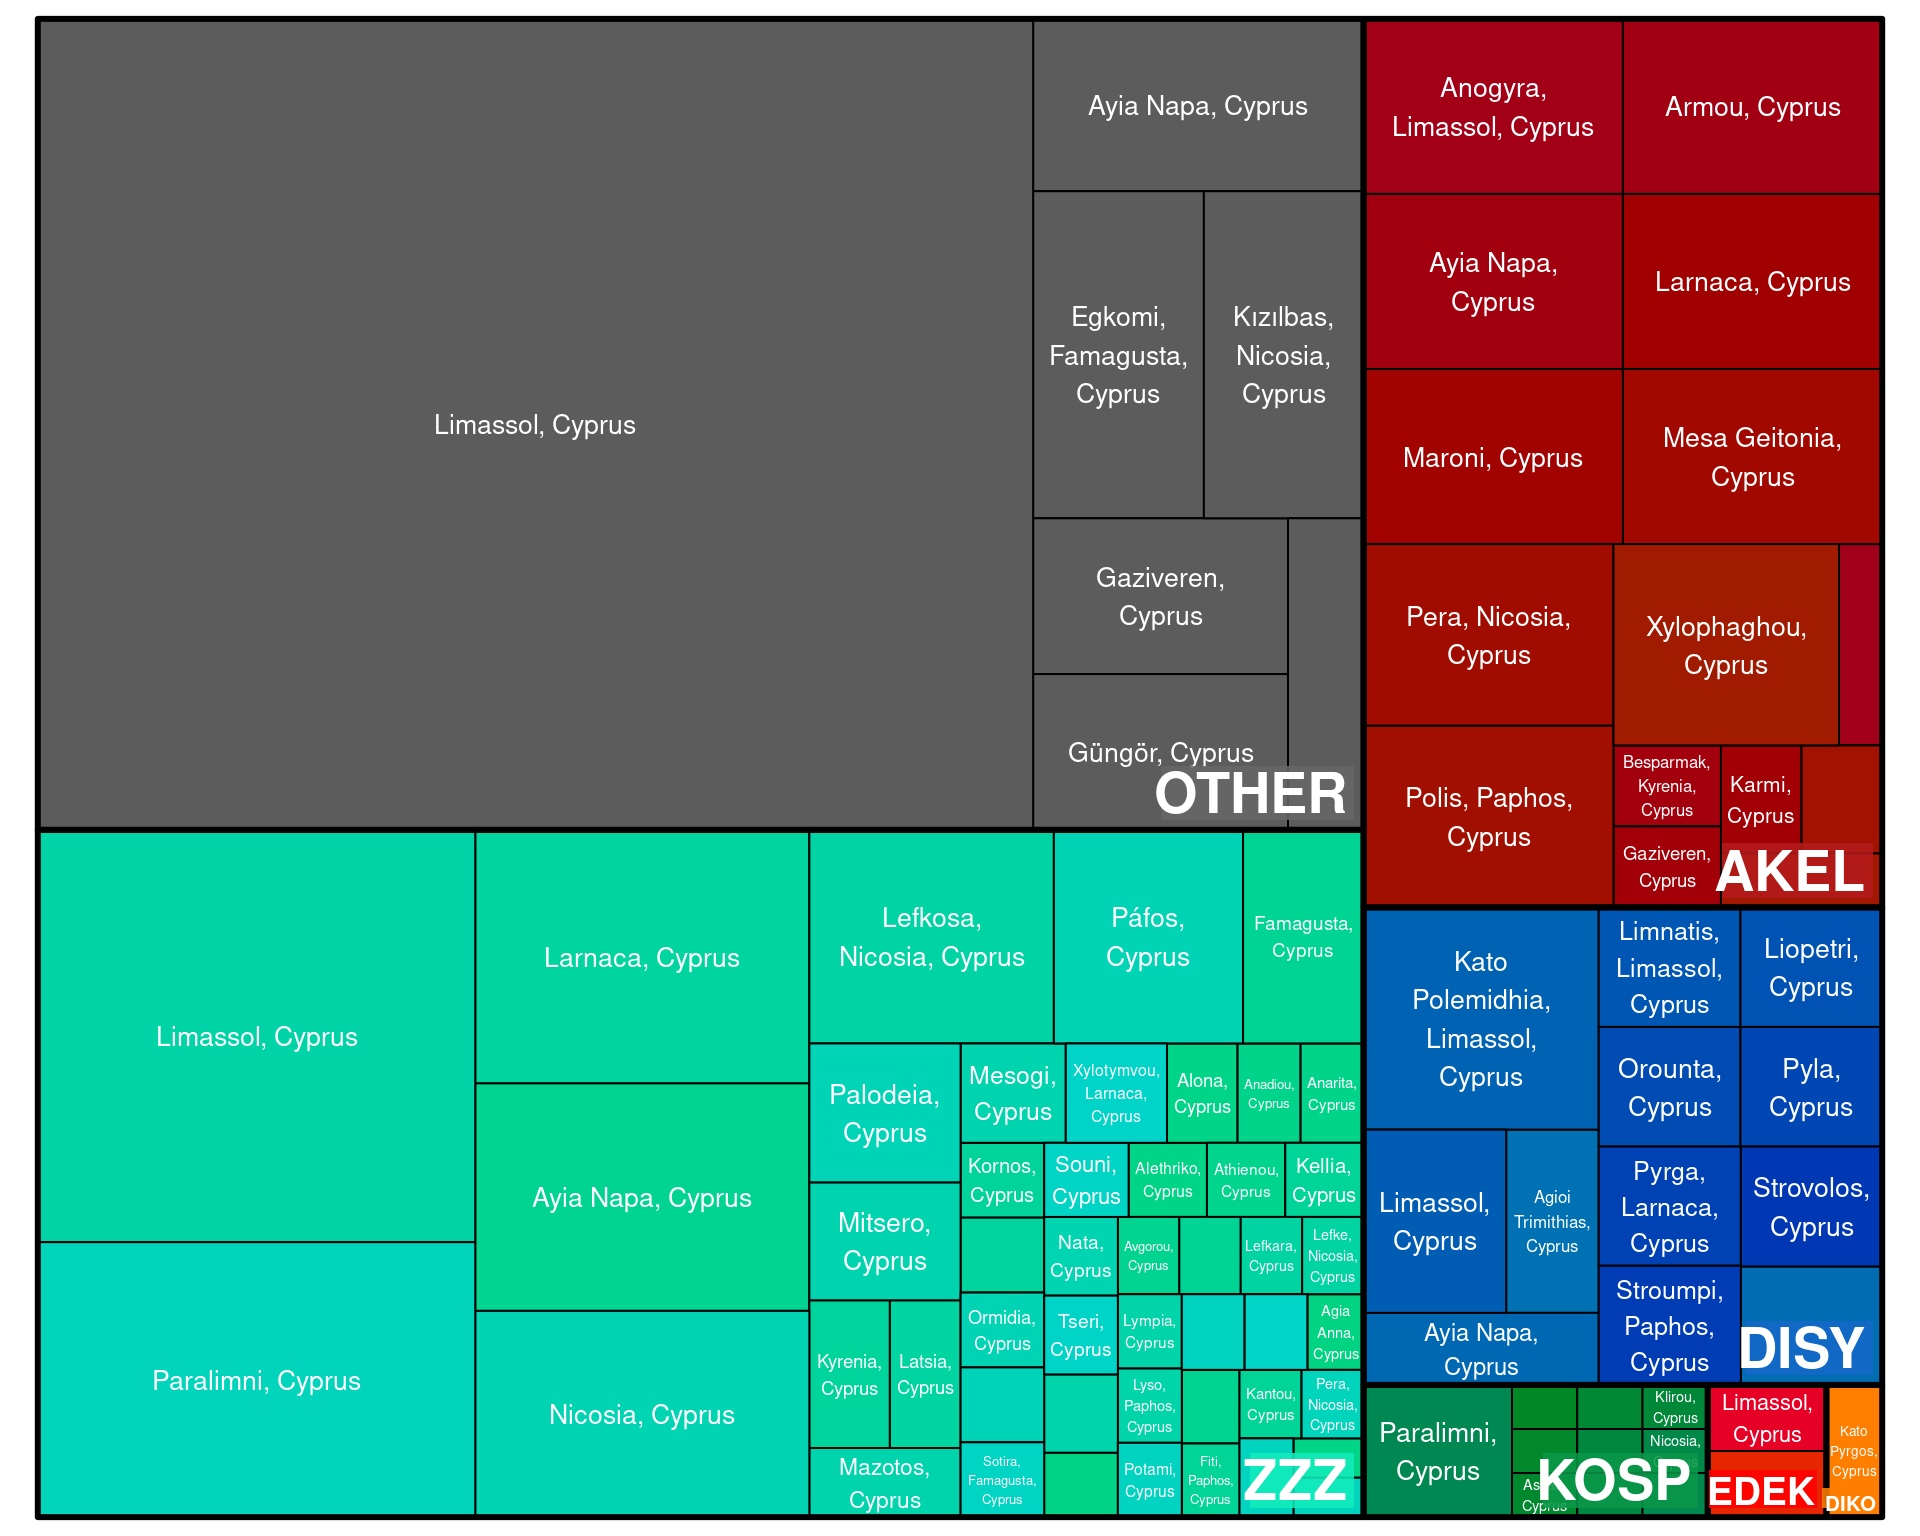 Limassol, Cyprus
Ayia Napa, Cyprus
Egkomi,
Famagusta,
Cyprus
Kızılbas,
Nicosia,
Cyprus
Gaziveren,
Cyprus
Güngör, Cyprus
OTHER
Anogyra,
Limassol, Cyprus
Armou, Cyprus
Ayia Napa,
Cyprus
Larnaca, Cyprus
Maroni, Cyprus
Mesa Geitonia,
Cyprus
Pera, Nicosia,
Cyprus
Xylophaghou,
Cyprus
Polis, Paphos,
Cyprus
Besparmak,
Kyrenia,
Cyprus
Karmi,
Cyprus
Gaziveren,
Cyprus
AKEL
Limassol, Cyprus
Paralimni, Cyprus
Larnaca, Cyprus
Ayia Napa, Cyprus
Nicosia, Cyprus
Lefkosa,
Nicosia, Cyprus
Páfos,
Cyprus
Famagusta,
Cyprus
Palodeia,
Cyprus
Mitsero,
Cyprus
Kyrenia,
Cyprus
Latsia,
Cyprus
Mazotos,
Cyprus
Mesogi,
Cyprus
Xylotymvou,
Larnaca,
Cyprus
Alona,
Cyprus
Anadiou,
Cyprus
Anarita,
Cyprus
Kornos,
Cyprus
Souni,
Cyprus
Alethriko,
Cyprus
Athienou,
Cyprus
Kellia,
Cyprus
Nata,
Cyprus
Avgorou,
Cyprus
Lefkara,
Cyprus
Lefke,
Nicosia,
Cyprus
Ormidia,
Cyprus
Tseri,
Cyprus
Lympia,
Cyprus
Agia
Anna,
Cyprus
Lyso,
Paphos,
Cyprus
Kantou,
Cyprus
Pera,
Nicosia,
Cyprus
Sotira,
Famagusta,
Cyprus
Potami,
Cyprus
Fiti,
Paphos,
Cyprus
ZZZ
Kato
Polemidhia,
Limassol,
Cyprus
Limnatis,
Limassol,
Cyprus
Liopetri,
Cyprus
Orounta,
Cyprus
Pyla,
Cyprus
Limassol,
Cyprus
Agioi
Trimithias,
Cyprus
Pyrga,
Larnaca,
Cyprus
Strovolos,
Cyprus
Ayia Napa,
Cyprus
Stroumpi,
Paphos,
Cyprus
DISY
Paralimni,
Cyprus
Klirou,
Cyprus
Nicosia,
Cyprus
KOSP
Limassol,
Cyprus
EDEK
Kato
Pyrgos,
Cyprus
DIKO